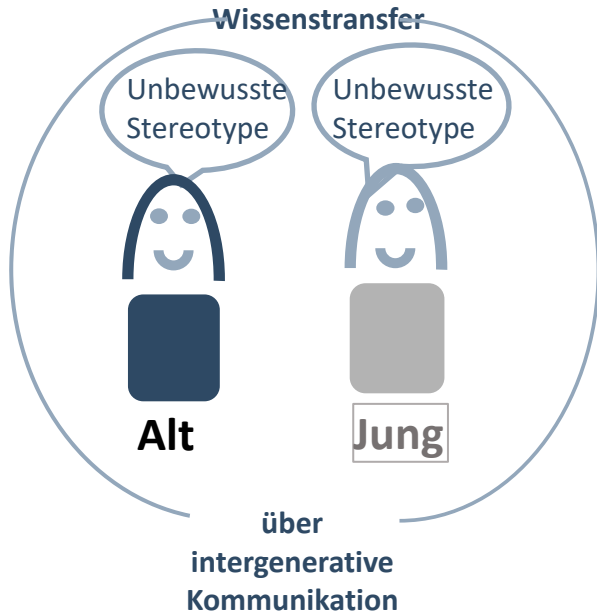 Wissenstransfer
Unbewusste
Stereotype
Unbewusste
Stereotype
Alt
Jung
über
intergenerative
Kommunikation